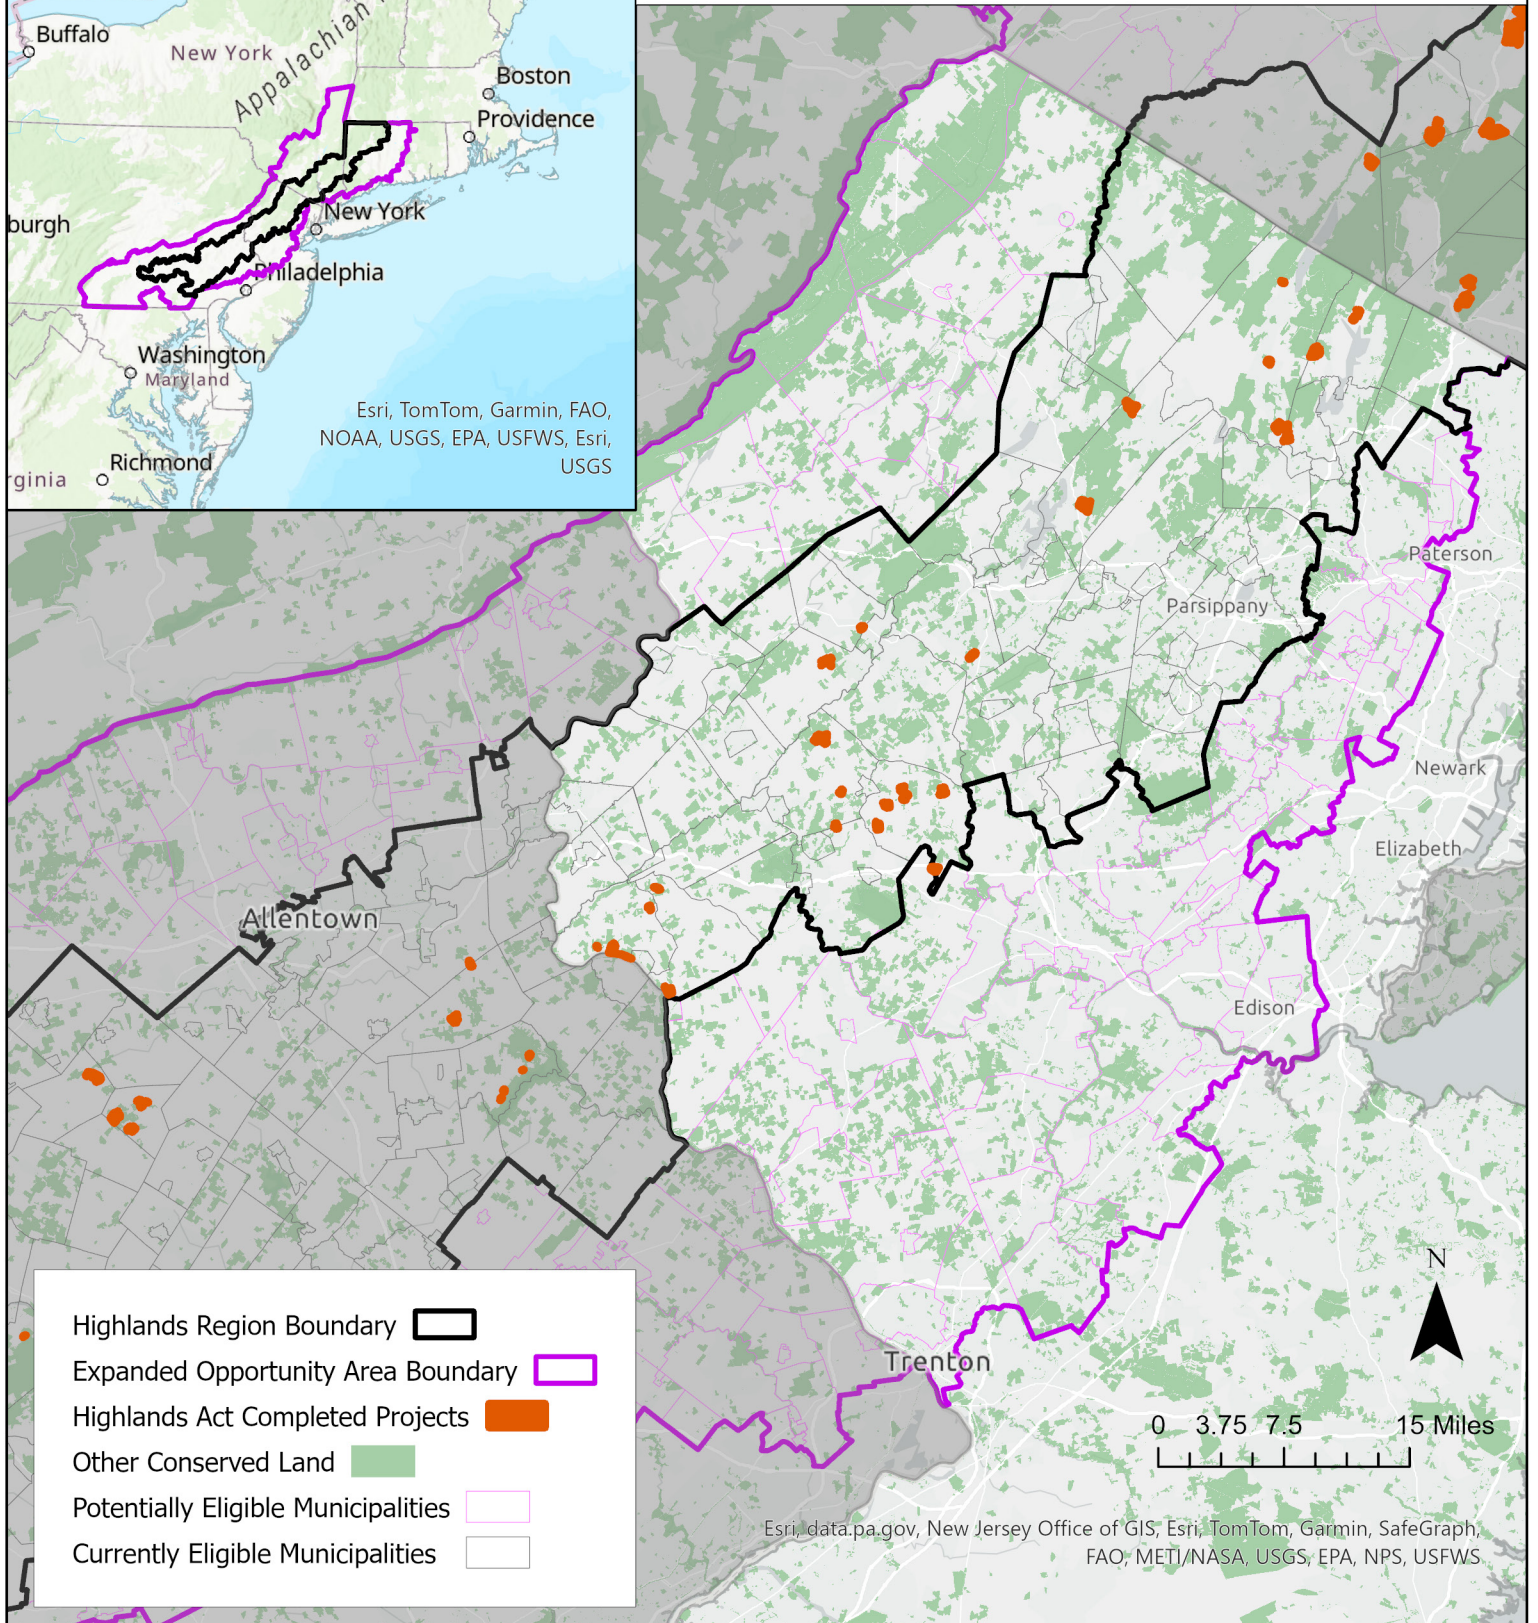 Buffalo
New York
Appalachian
Boston
Providence
burgh
New York
Philadelphia
Washington
Maryland
Esri, TomTom, Garmin, FAO,
NOAA, USGS, EPA, USFWS, Esri,
USGS
Richmond
rginia
Paterson
Parsippany
Newark
Elizabeth
Allentown
Edison
N
Highlands Region Boundary
Expanded Opportunity Area Boundary
Trenton
Highlands Act Completed Projects
0 3.75 7.5 15 Miles
Other Conserved Land
Potentially Eligible Municipalities
Currently Eligible Municipalities
Esri, data.pa.gov, New Jersey Office of GIS, Esri, TomTom, Garmin, SafeGraph,
FAO, METI/NASA, USGS, EPA, NPS, USFWS